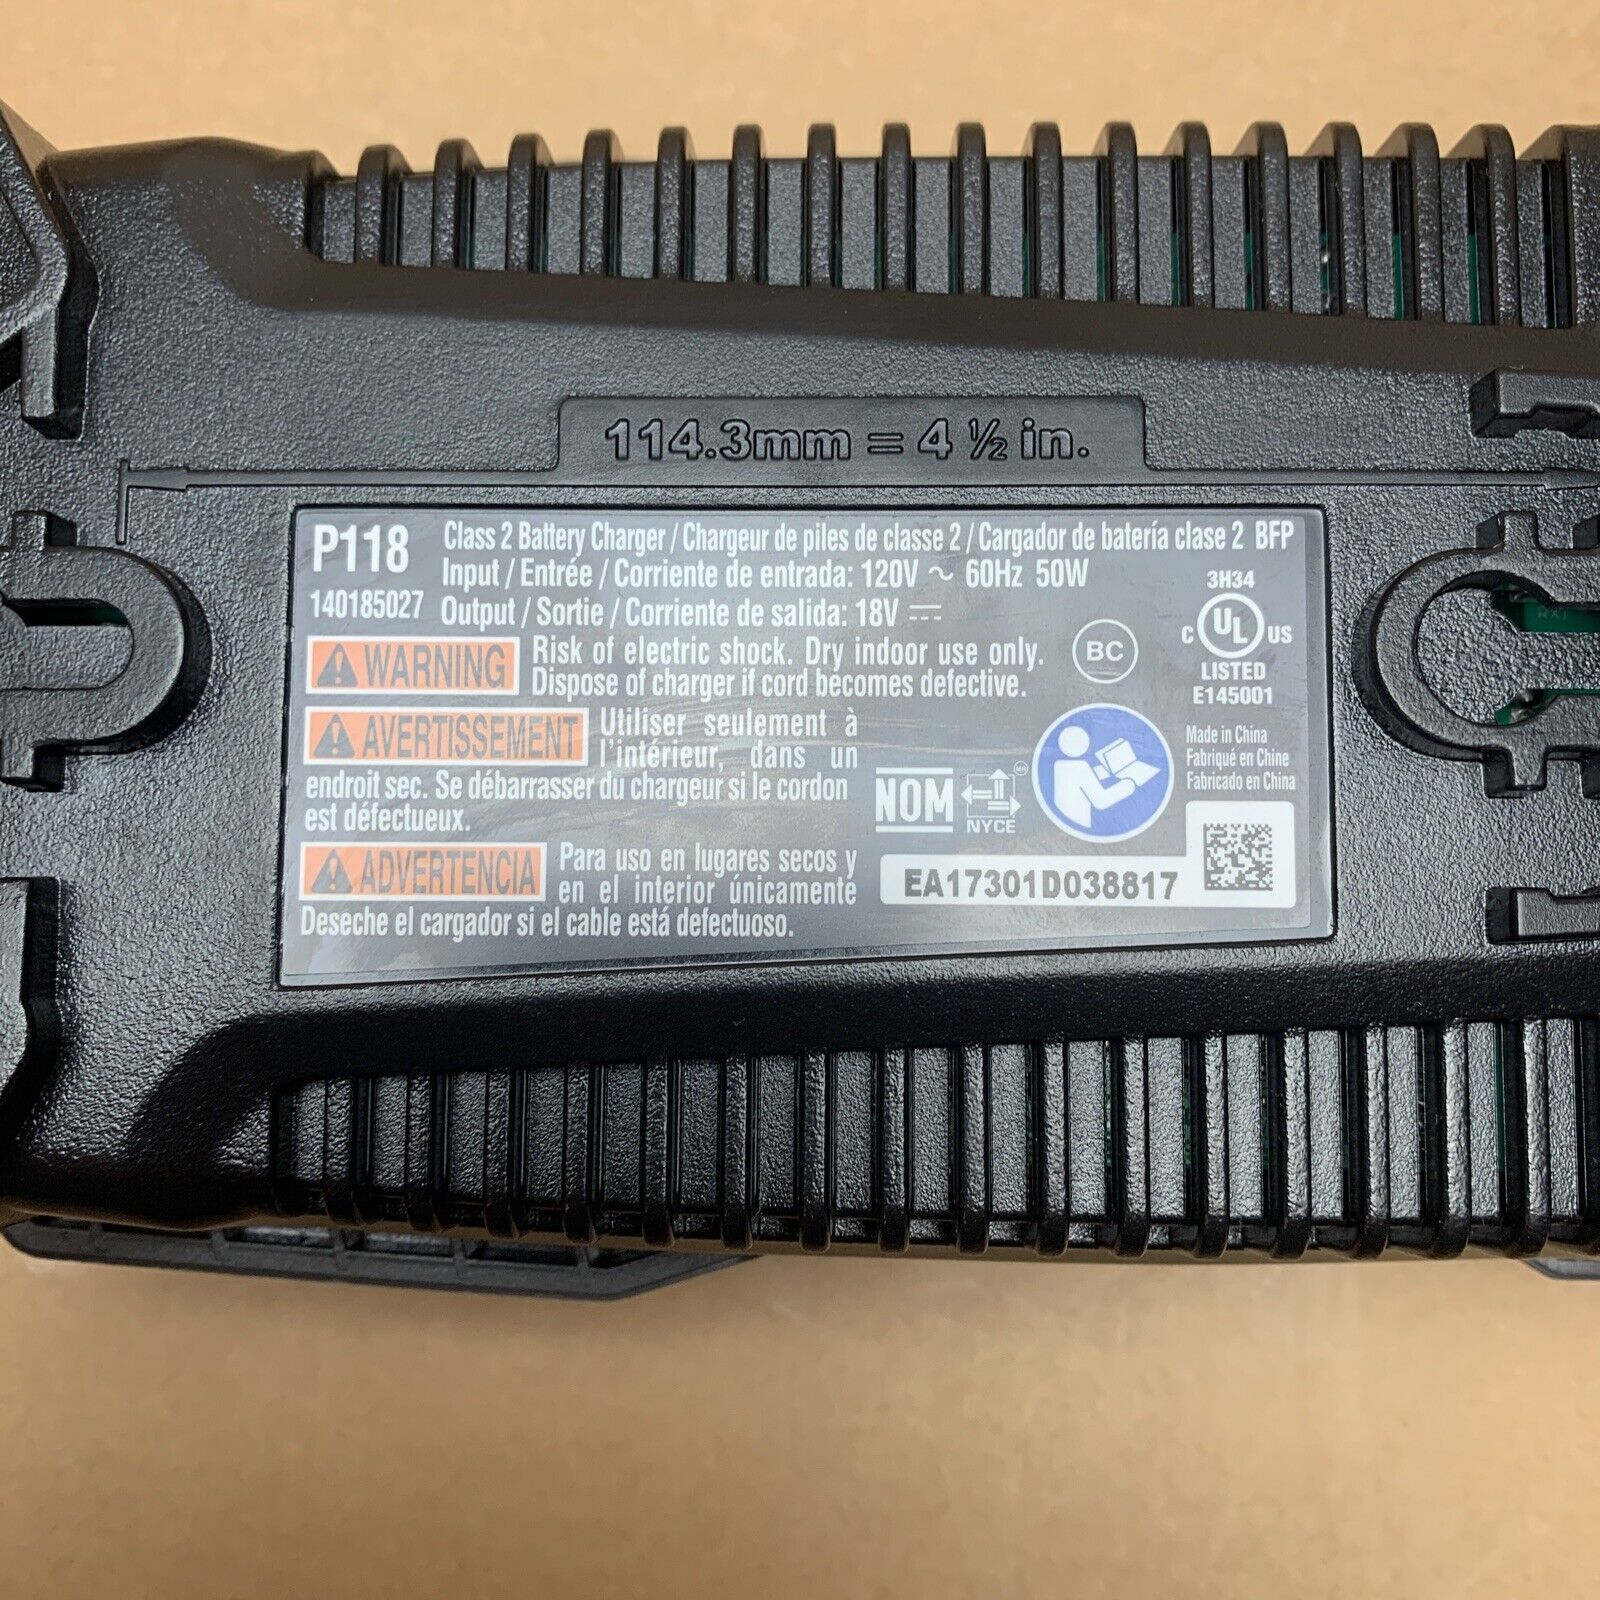 114.3mm = 4 ½ in.
P118 Class 2 Battery Charger / Chargeur de piles de classe 2 / Cargador de batería clase 2 BFP
Input / Entrée / Corriente de entrada: 120V ~ 60Hz 50W
140185027 Output / Sortie / Corriente de salida: 18V ⎓
WARNING Risk of electric shock. Dry indoor use only.
Dispose of charger if cord becomes defective.
AVERTISSEMENT Utiliser seulement à
l'intérieur, dans un
endroit sec. Se débarrasser du chargeur si le cordon
est défectueux.
ADVERTENCIA Para uso en lugares secos y
en el interior únicamente
Deseche el cargador si el cable está defectuoso.
BC
3H34
C UL US
LISTED
E145001
Made in China
Fabriqué en Chine
Fabricado en China
NOM
NYCE
MR
EA17301D038817